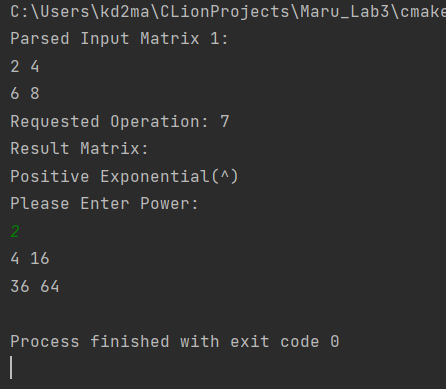 C:\Users\kd2ma\CLionProjects\Maru_Lab3\cmake
Parsed Input Matrix 1:
2 4
6 8
Requested Operation: 7
Result Matrix:
Positive Exponential(^)
Please Enter Power:
2
4 16
36 64
Process finished with exit code 0